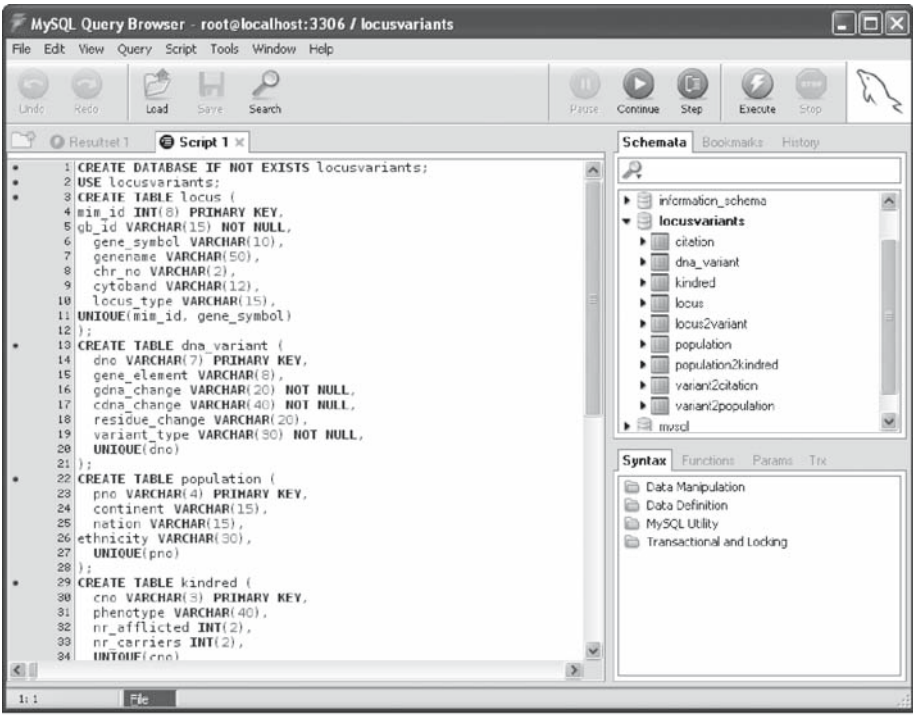 MySQL Query Browser - root@localhost:3306 / locusvariants
File Edit View Query Script Tools Window Help
Undo Redo Load Save Search Pause Continue Step Execute Stop
Resultset 1 Script 1
1 CREATE DATABASE IF NOT EXISTS locusvariants;
2 USE locusvariants;
3 CREATE TABLE locus (
4 mim_id INT(8) PRIMARY KEY,
5 gb_id VARCHAR(15) NOT NULL,
6 gene_symbol VARCHAR(10),
7 genename VARCHAR(50),
8 chr_no VARCHAR(2),
9 cytoband VARCHAR(12),
10 locus_type VARCHAR(15),
11 UNIQUE(mim_id, gene_symbol)
12 );
13 CREATE TABLE dna_variant (
14 dno VARCHAR(7) PRIMARY KEY,
15 gene_element VARCHAR(8),
16 gdna_change VARCHAR(20) NOT NULL,
17 cdna_change VARCHAR(40) NOT NULL,
18 residue_change VARCHAR(20),
19 variant_type VARCHAR(30) NOT NULL,
20 UNIQUE(dno)
21 );
22 CREATE TABLE population (
23 pno VARCHAR(4) PRIMARY KEY,
24 continent VARCHAR(15),
25 nation VARCHAR(15),
26 ethnicity VARCHAR(30),
27 UNIQUE(pno)
28 );
29 CREATE TABLE kindred (
30 cno VARCHAR(3) PRIMARY KEY,
31 phenotype VARCHAR(40),
32 nr_afflicted INT(2),
33 nr_carriers INT(2),
34 UNIQUE(cno)
Schemata Bookmarks History
information_schema
locusvariants
citation
dna_variant
kindred
locus
locus2variant
population
population2kindred
variant2citation
variant2population
mysql
Syntax Functions Params Trx
Data Manipulation
Data Definition
MySQL Utility
Transactional and Locking
1: 1 File